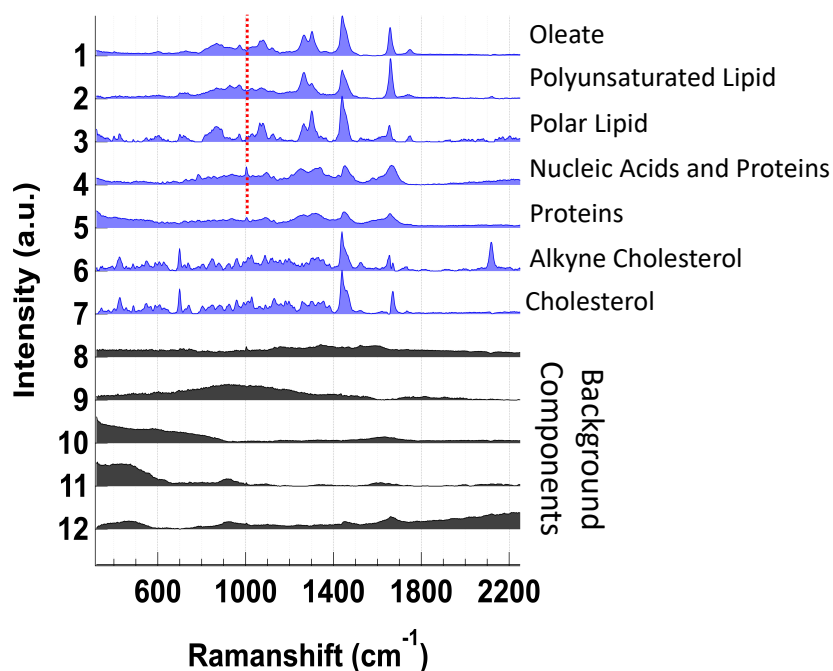 Intensity (a.u.)
1 Oleate
2 Polyunsaturated Lipid
3 Polar Lipid
4 Nucleic Acids and Proteins
5 Proteins
6 Alkyne Cholesterol
7 Cholesterol
8
9
10
11
12
Background
Components
600 1000 1400 1800 2200
Ramanshift (cm⁻¹)